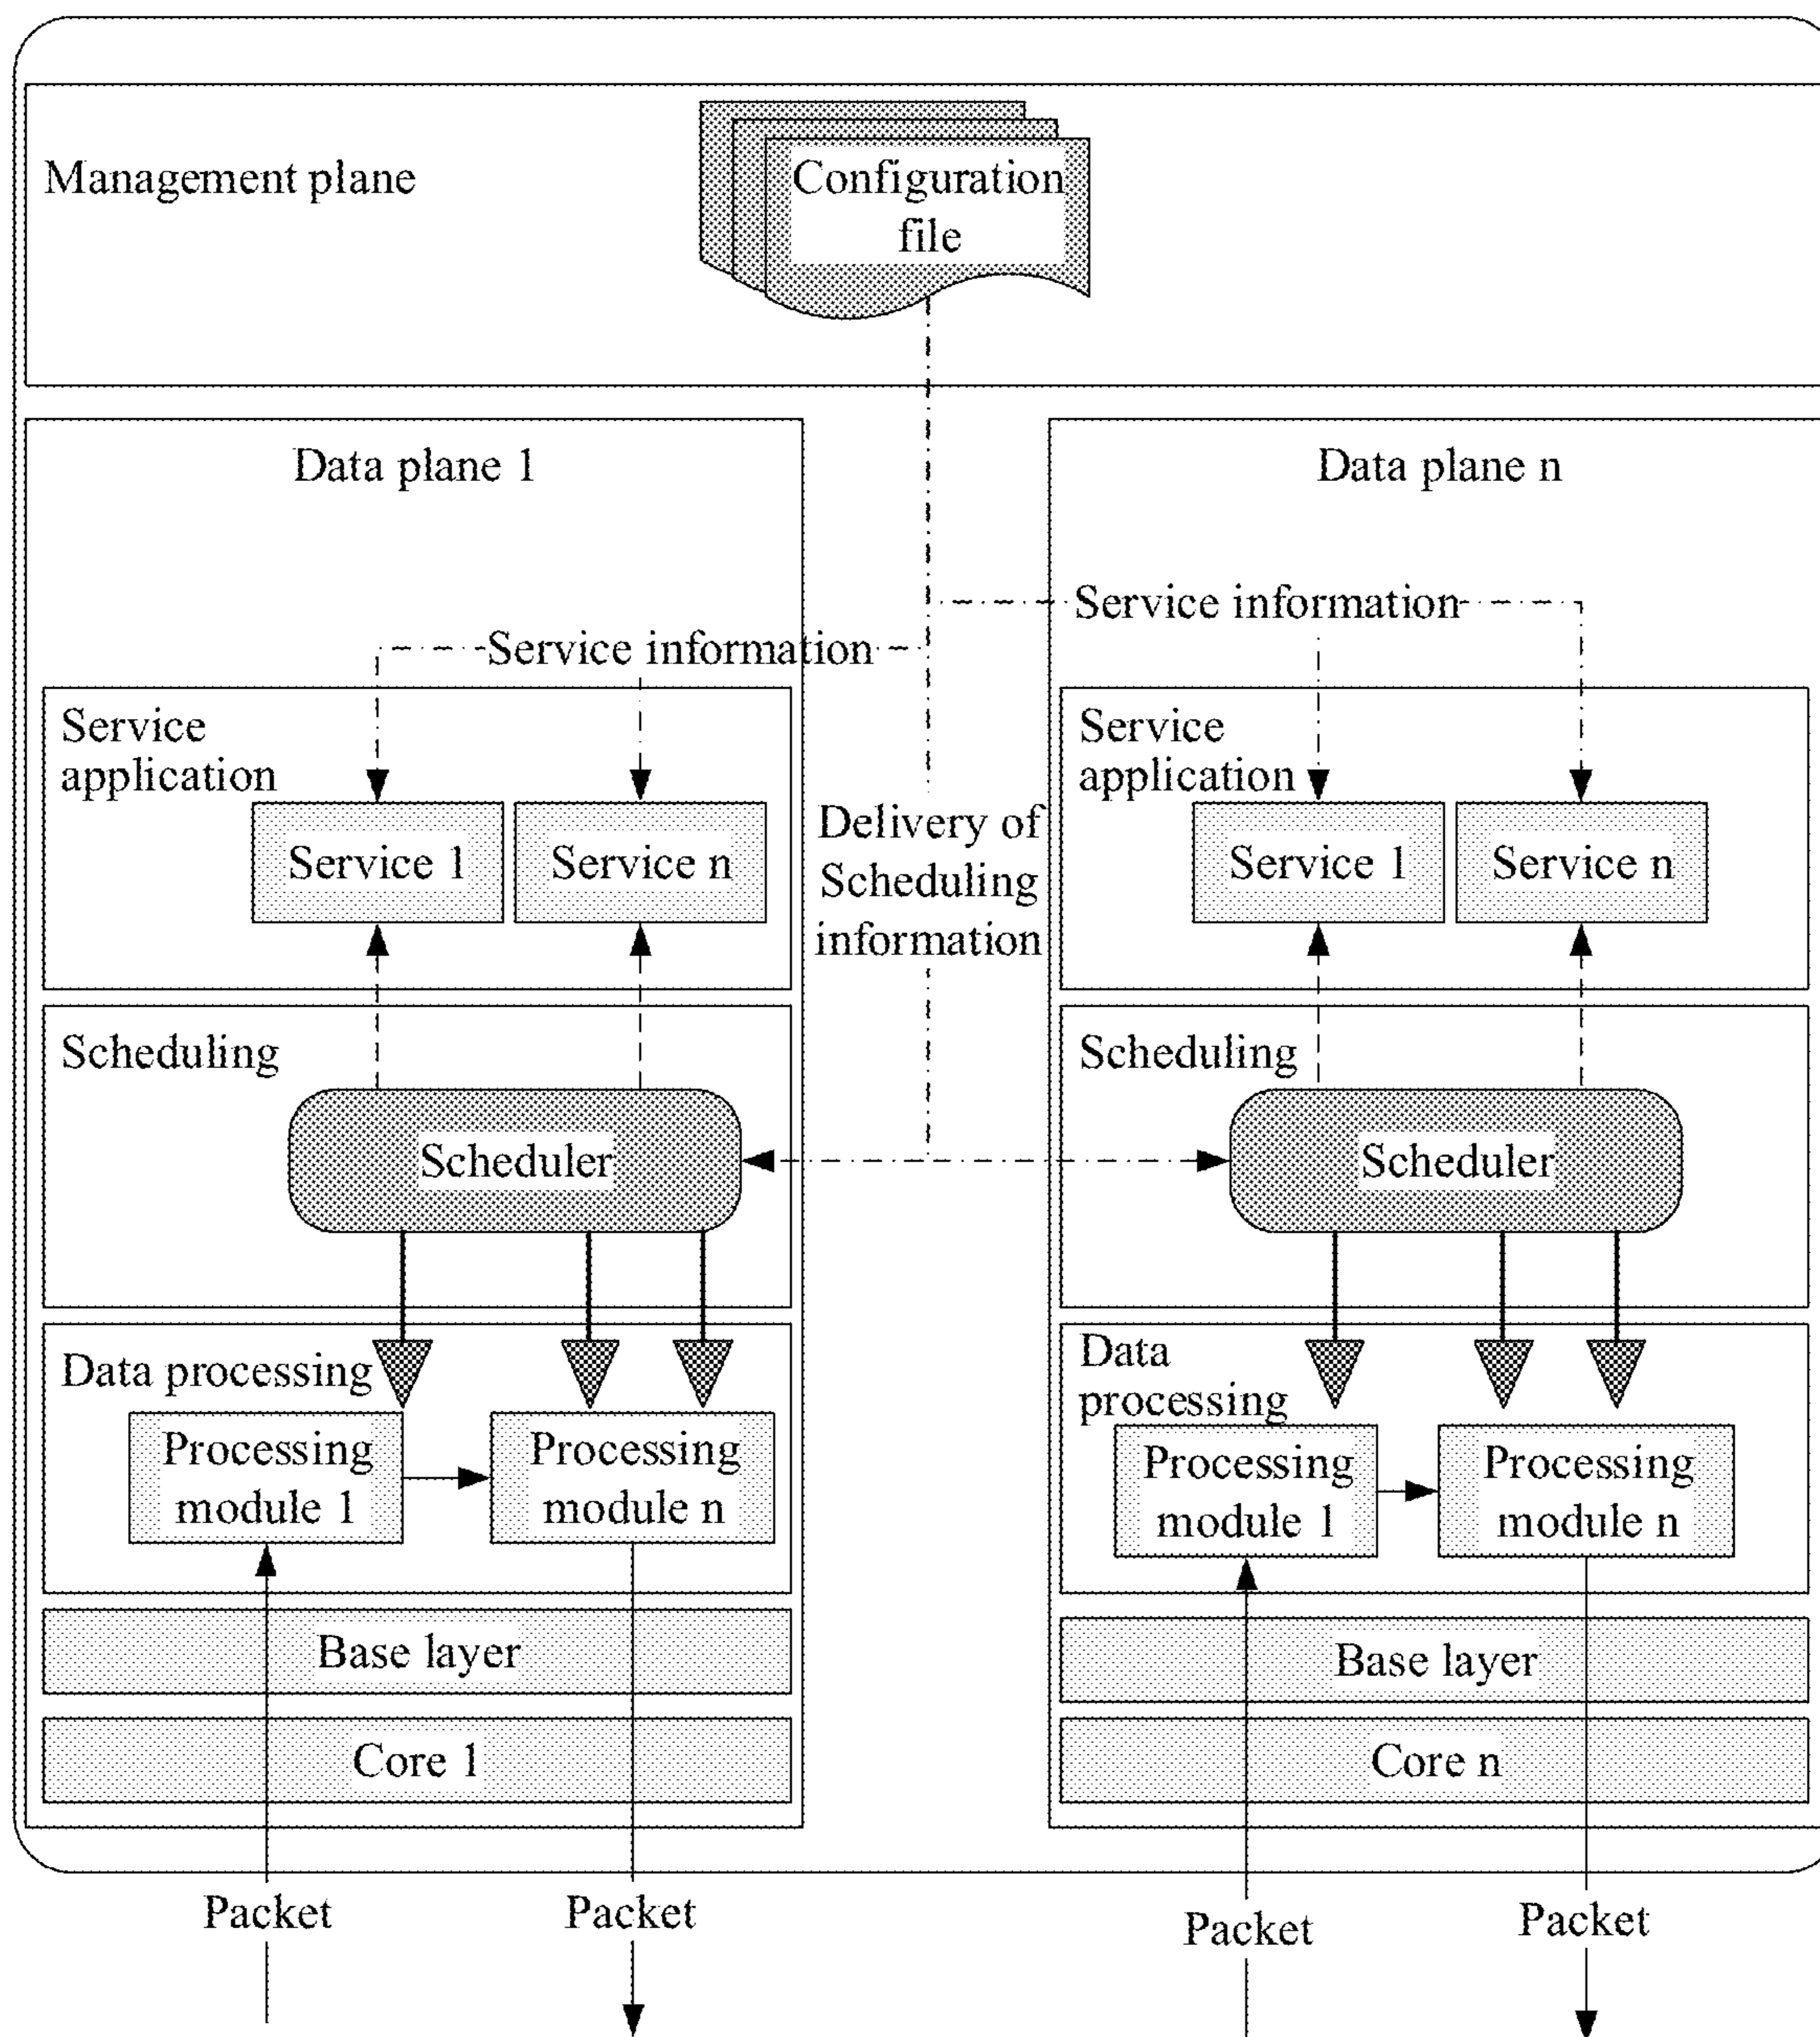 Management plane
Configuration
file
Data plane 1
Data plane n
Service information
Service information
Service
application
Service 1
Service n
Delivery of
Scheduling
information
Service
application
Service 1
Service n
Scheduling
Scheduler
Scheduling
Scheduler
Data processing
Processing
module 1
Processing
module n
Data
processing
Processing
module 1
Processing
module n
Base layer
Base layer
Core 1
Core n
Packet
Packet
Packet
Packet